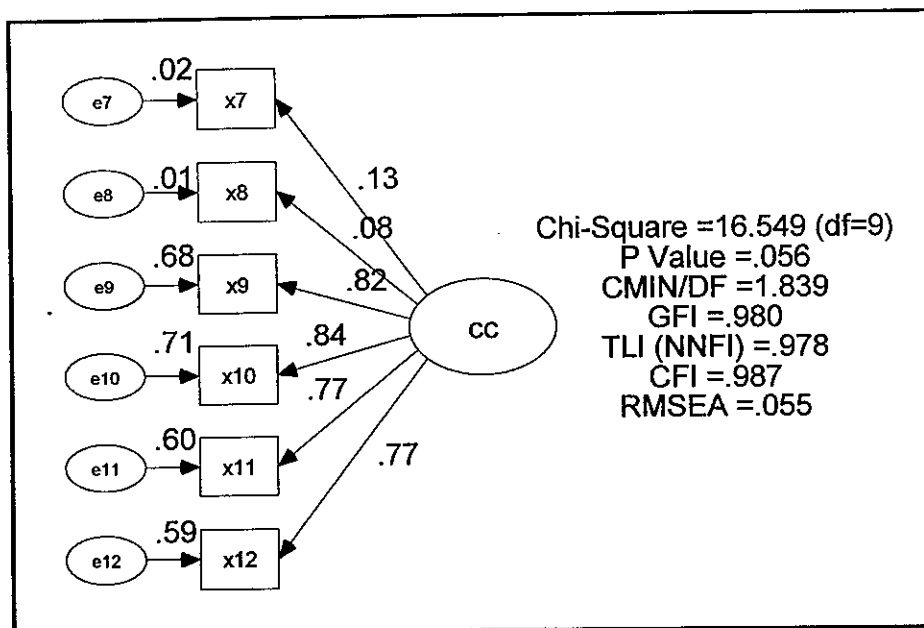 .02
e7
x7
.13
.01
e8
x8
.08
.68
e9
x9
.82
.71
e10
x10
.84
.60
e11
x11
.77
.59
e12
x12
.77
CC
Chi-Square =16.549 (df=9)
P Value =.056
CMIN/DF =1.839
GFI =.980
TLI (NNFI) =.978
CFI =.987
RMSEA =.055